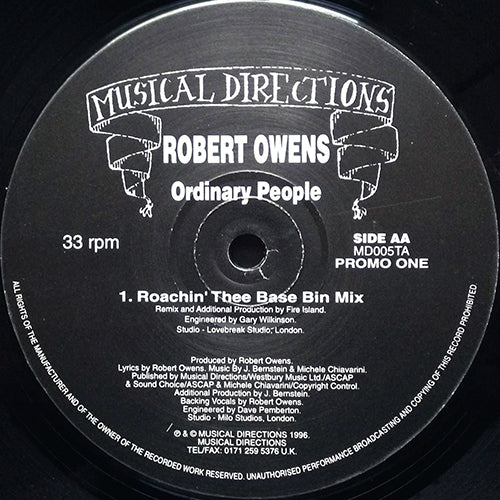 MUSICAL DIRECTIONS
ROBERT OWENS
Ordinary People
33 rpm
SIDE AA
MD005TA
PROMO ONE
1. Roachin' Thee Base Bin Mix
Remix and Additional Production by Fire Island.
Engineered by Gary Wilkinson.
Studio - Lovebreak Studio, London.
Produced by Robert Owens.
Lyrics by Robert Owens. Music By J. Bernstein & Michele Chiavarini.
Published by Musical Directions/Westbury Music Ltd./ASCAP
& Sound Choice/ASCAP & Michele Chiavarini/Copyright Control.
Additional Production by J. Bernstein.
Backing Vocals by Robert Owens.
Engineered by Dave Pemberton.
Studio - Milo Studios, London.
℗ & © MUSICAL DIRECTIONS 1996.
MUSICAL DIRECTIONS
TEL/FAX: 0171 259 5376 U.K.
ALL RIGHTS OF THE MANUFACTURER AND OF THE OWNER OF THE RECORDED WORK RESERVED. UNAUTHORISED PERFORMANCE BROADCASTING AND COPYING OF THIS RECORD PROHIBITED